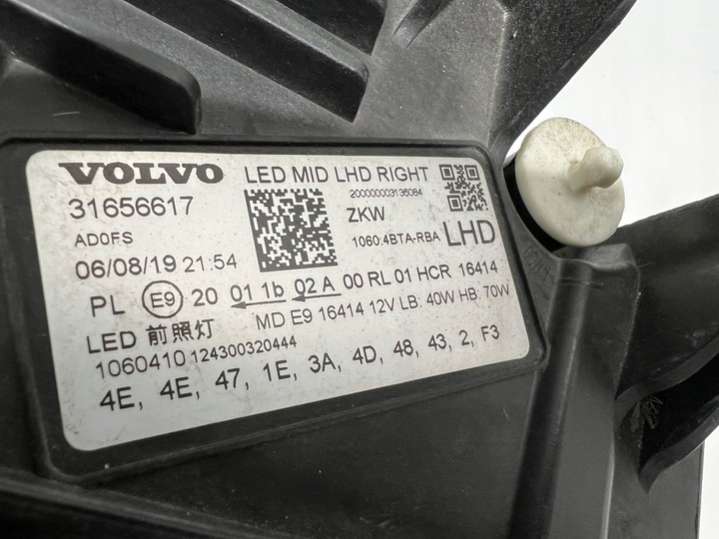 VOLVO LED MID LHD RIGHT
31656617 200000003136084
AD0FS ZKW
06/08/19 21:54 1060.4BTA-RBA LHD
PL E9 20 01 1b 02 A 00 RL 01 HCR 16414
LED 前照灯 MD E9 16414 12V LB: 40W HB: 70W
1060410 124300320444
4E, 4E, 47, 1E, 3A, 4D, 48, 43, 2, F3